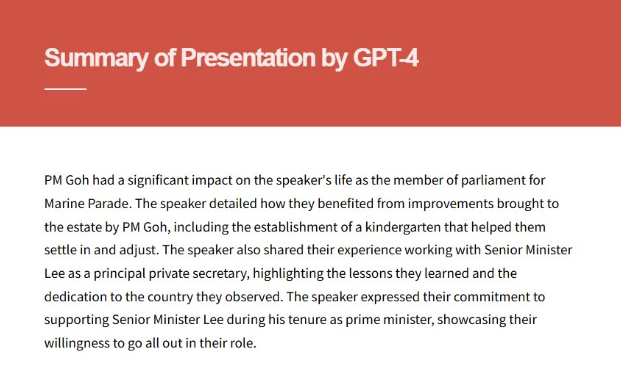 Summary of Presentation by GPT-4
PM Goh had a significant impact on the speaker's life as the member of parliament for
Marine Parade. The speaker detailed how they benefited from improvements brought to
the estate by PM Goh, including the establishment of a kindergarten that helped them
settle in and adjust. The speaker also shared their experience working with Senior Minister
Lee as a principal private secretary, highlighting the lessons they learned and the
dedication to the country they observed. The speaker expressed their commitment to
supporting Senior Minister Lee during his tenure as prime minister, showcasing their
willingness to go all out in their role.